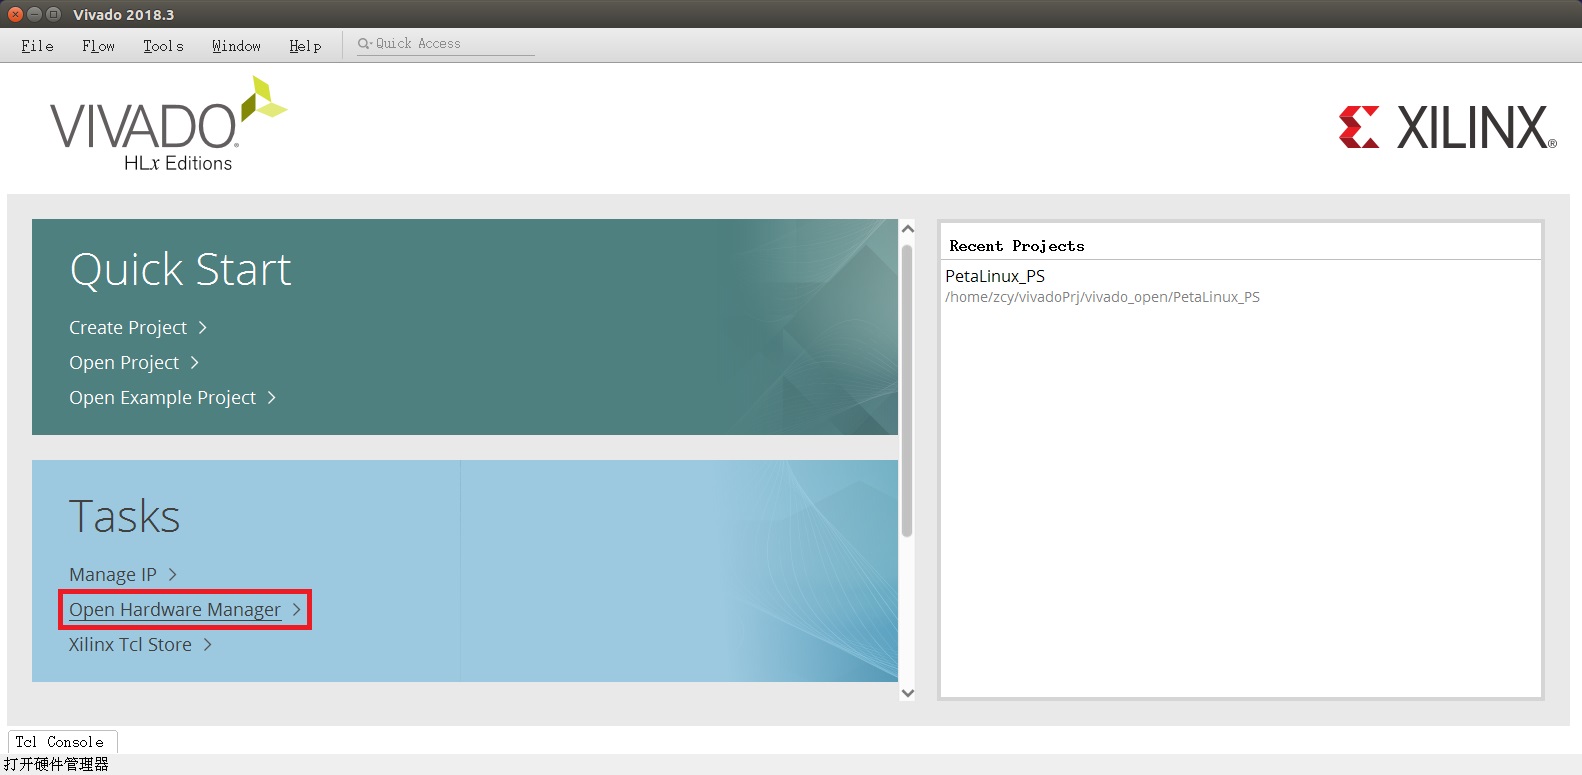 Vivado 2018.3
File Flow Tools Window Help Quick Access
VIVADO.
HLx Editions
XILINX®
Quick Start
Create Project
Open Project
Open Example Project
Tasks
Manage IP
Open Hardware Manager
Xilinx Tcl Store
Recent Projects
PetaLinux_PS
/home/zcy/vivadoPrj/vivado_open/PetaLinux_PS
Tcl Console
打开硬件管理器